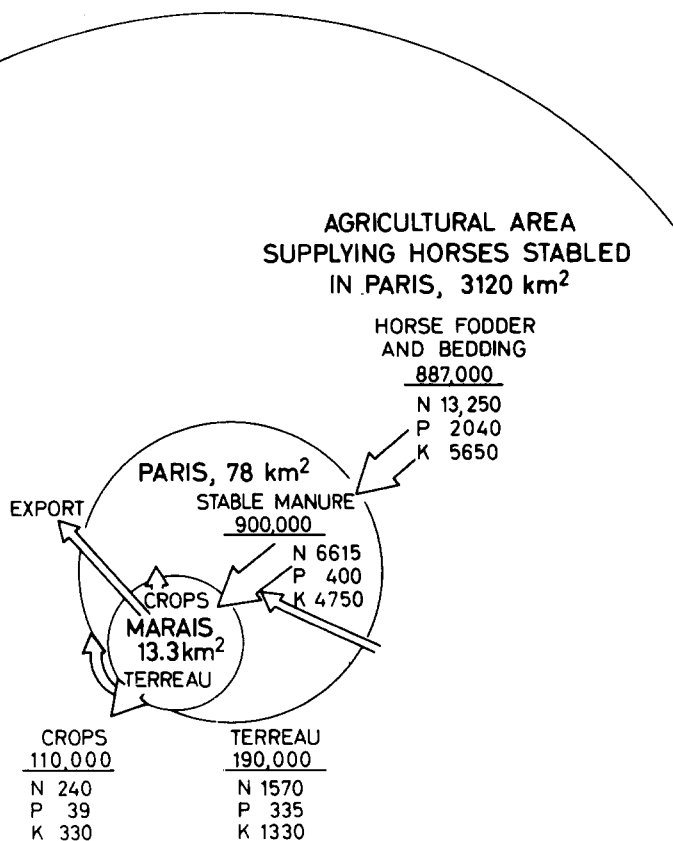 AGRICULTURAL AREA
SUPPLYING HORSES STABLED
IN PARIS, 3120 km²
HORSE FODDER
AND BEDDING
887,000
N 13,250
P 2040
K 5650
PARIS, 78 km²
EXPORT
STABLE MANURE
900,000
N 6615
P 400
K 4750
CROPS
MARAIS
13.3km²
TERREAU
CROPS
110,000
N 240
P 39
K 330
TERREAU
190,000
N 1570
P 335
K 1330